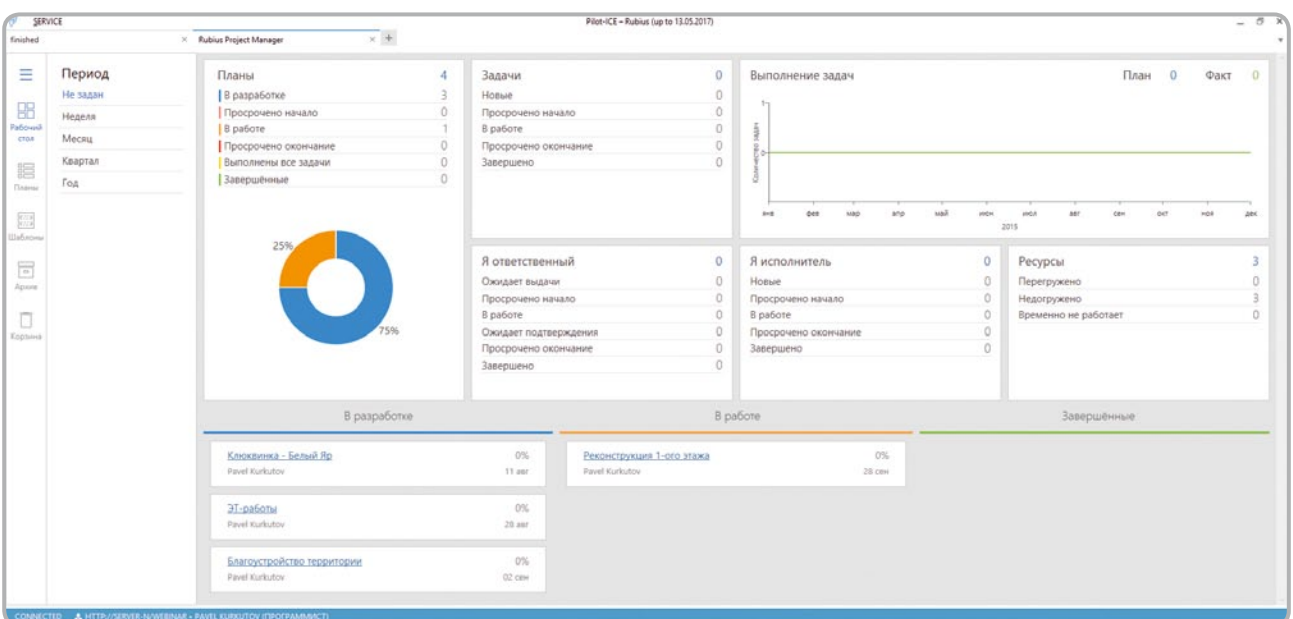 SERVICE
Pilot-ICE – Rubius (up to 13.05.2017)
finished
Rubius Project Manager
Рабочий стол
Планы
Шаблоны
Архив
Корзина
Период
Не задан
Неделя
Месяц
Квартал
Год
Планы 4
В разработке 3
Просрочено начало 0
В работе 1
Просрочено окончание 0
Выполнены все задачи 0
Завершённые 0
25%
75%
Задачи 0
Новые 0
Просрочено начало 0
В работе 0
Просрочено окончание 0
Завершено 0
Выполнение задач План 0 Факт 0
Количество задач
1
0
янв фев мар апр май июн июл авг сен окт ноя дек
2015
Я ответственный 0
Ожидает выдачи 0
Просрочено начало 0
В работе 0
Ожидает подтверждения 0
Просрочено окончание 0
Завершено 0
Я исполнитель 0
Новые 0
Просрочено начало 0
В работе 0
Просрочено окончание 0
Завершено 0
Ресурсы 3
Перегружено 0
Недогружено 3
Временно не работает 0
В разработке
Клюквинка - Белый Яр 0%
Pavel Kurkutov 11 авг
ЭТ-работы 0%
Pavel Kurkutov 28 авг
Благоустройство территории 0%
Pavel Kurkutov 02 сен
В работе
Реконструкция 1-ого этажа 0%
Pavel Kurkutov 28 сен
Завершённые
CONNECTED HTTP://SERVER-N/WEBINAR • PAVEL KURKUTOV (ПРОГРАММИСТ)